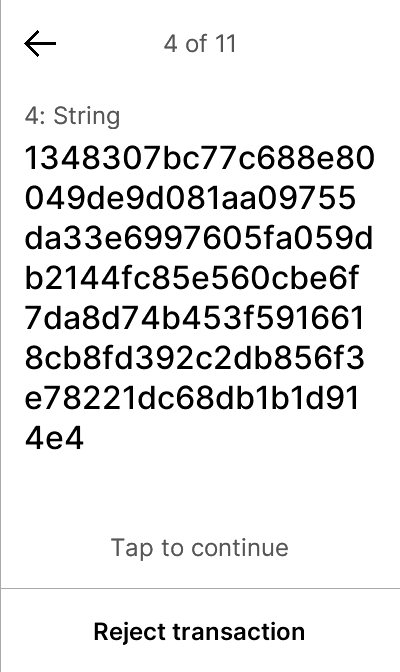 4 of 11
4: String
1348307bc77c688e80
049de9d081aa09755
da33e6997605fa059d
b2144fc85e560cbe6f
7da8d74b453f591661
8cb8fd392c2db856f3
e78221dc68db1b1d91
4e4
Tap to continue
Reject transaction